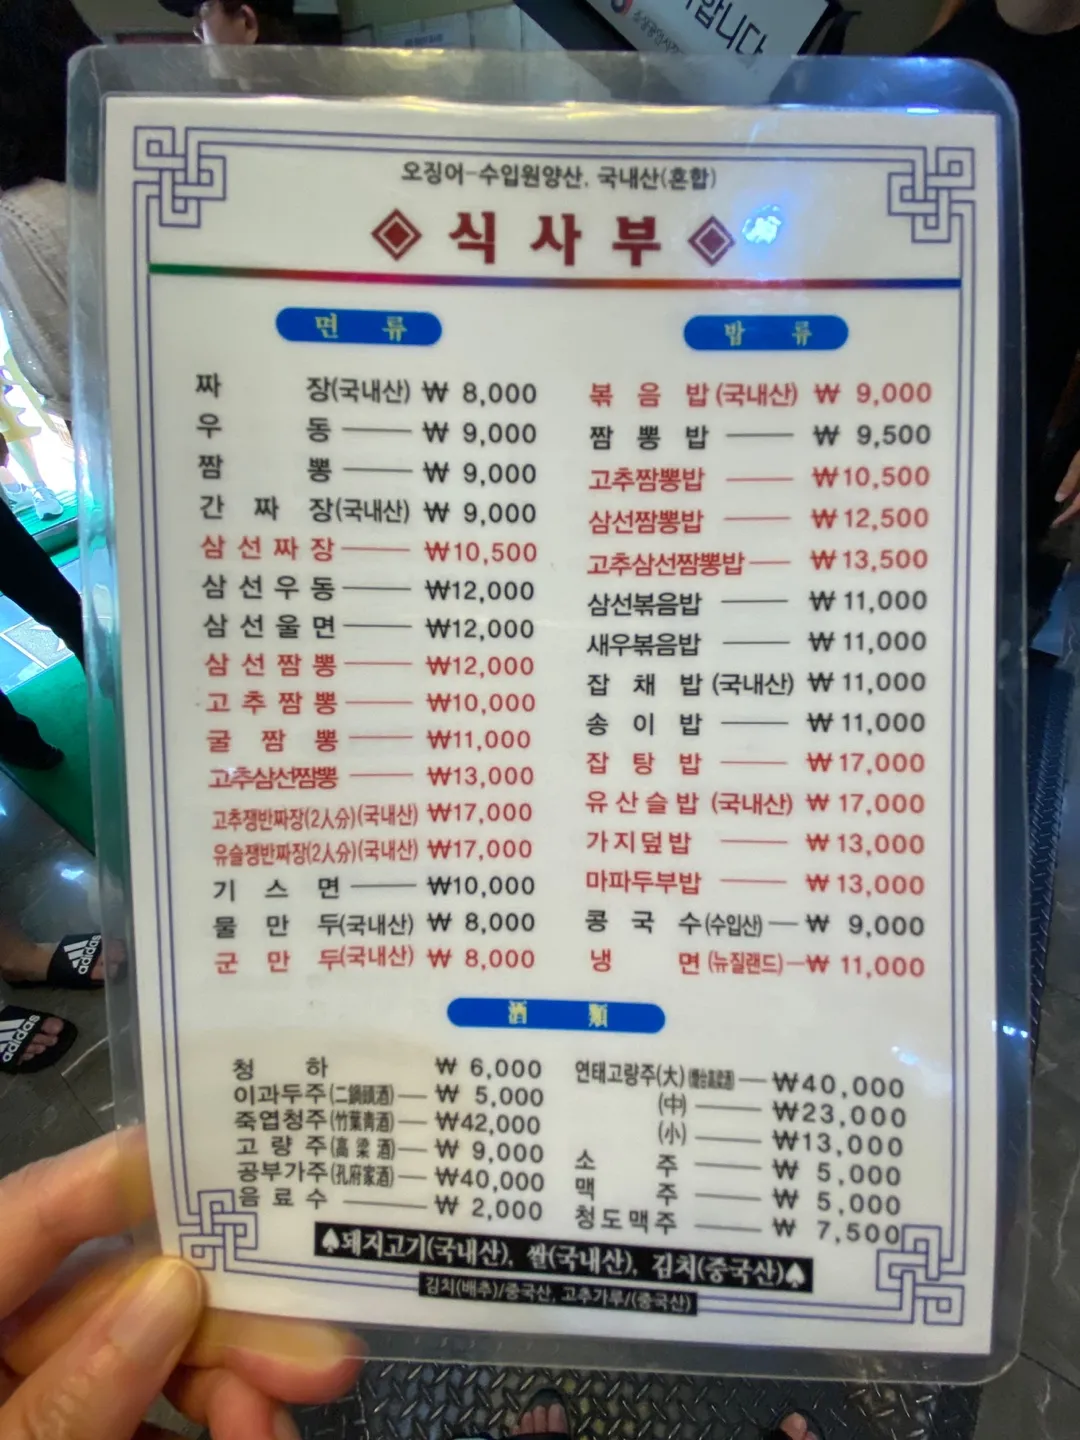 합니다
오징어-수입원양산, 국내산(혼합)
◈ 식사부 ◈
면 류
짜 장(국내산) ₩ 8,000
우 동 ₩ 9,000
짬 뽕 ₩ 9,000
간 짜 장(국내산) ₩ 9,000
삼선짜장 ₩10,500
삼선우동 ₩12,000
삼선울면 ₩12,000
삼선짬뽕 ₩12,000
고추짬뽕 ₩10,000
굴 짬 뽕 ₩11,000
고추삼선짬뽕 ₩13,000
고추쟁반짜장(2人分)(국내산) ₩17,000
유슬쟁반짜장(2人分)(국내산) ₩17,000
기 스 면 ₩10,000
물 만 두(국내산) ₩ 8,000
군 만 두(국내산) ₩ 8,000
밥 류
볶 음 밥 (국내산) ₩ 9,000
짬 뽕 밥 ₩ 9,500
고추짬뽕밥 ₩10,500
삼선짬뽕밥 ₩12,500
고추삼선짬뽕밥 ₩13,500
삼선볶음밥 ₩11,000
새우볶음밥 ₩11,000
잡 채 밥 (국내산) ₩11,000
송 이 밥 ₩11,000
잡 탕 밥 ₩17,000
유산슬밥 (국내산) ₩17,000
가지덮밥 ₩13,000
마파두부밥 ₩13,000
콩 국 수(수입산) ₩ 9,000
냉 면 (뉴질랜드) ₩ 11,000
酒 類
청 하 ₩ 6,000
이과두주(二鍋頭酒) ₩ 5,000
죽엽청주(竹葉靑酒) ₩42,000
고 량 주(高粱酒) ₩ 9,000
공부가주(孔府家酒) ₩40,000
음 료 수 ₩ 2,000
연태고량주(大) (煙台高粱酒) ₩40,000
(中) ₩23,000
(小) ₩13,000
소 주 ₩ 5,000
맥 주 ₩ 5,000
청도맥주 ₩ 7,500
♠돼지고기(국내산), 쌀(국내산), 김치(중국산)♠
김치(배추)/중국산, 고추가루/(중국산)
adidas
adidas